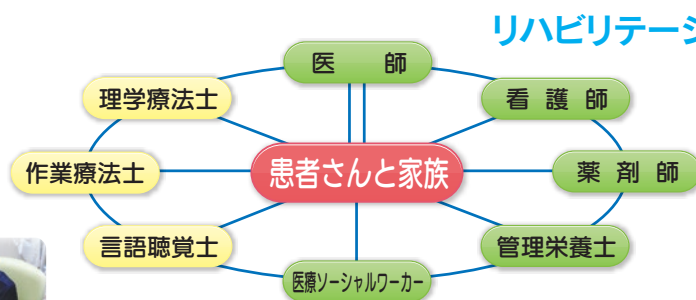 リハビリテーシ
医 師
理学療法士
看 護 師
作業療法士
患者さんと家族
薬 剤 師
言語聴覚士
管理栄養士
医療ソーシャルワーカー